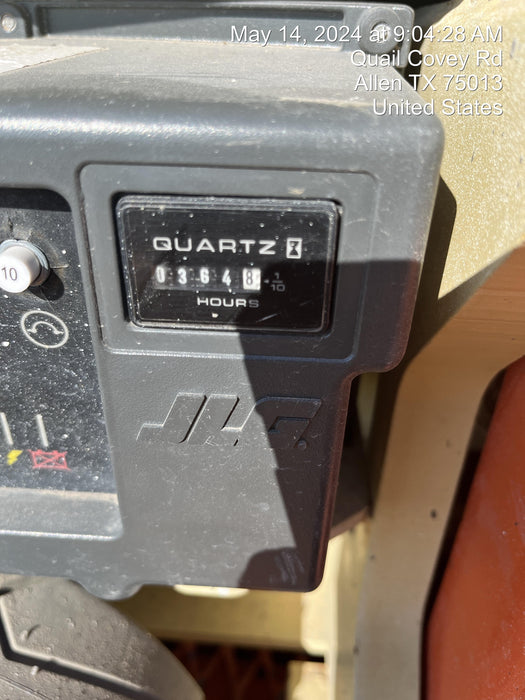 May 14, 2024 at 9:04:28 AM
Quail Covey Rd
Allen TX 75013
United States
QUARTZ
0 3 6 4 8 1/10
HOURS
10
JLG